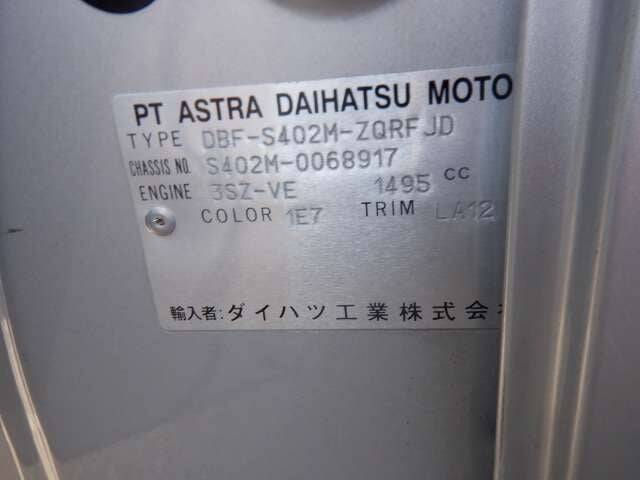 PT ASTRA DAIHATSU MOTO
TYPE DBF-S402M-ZQRFJD
CHASSIS NO. S402M-0068917
ENGINE 3SZ-VE 1495 CC
COLOR 1E7 TRIM LA12
輸入者:ダイハツ工業株式会